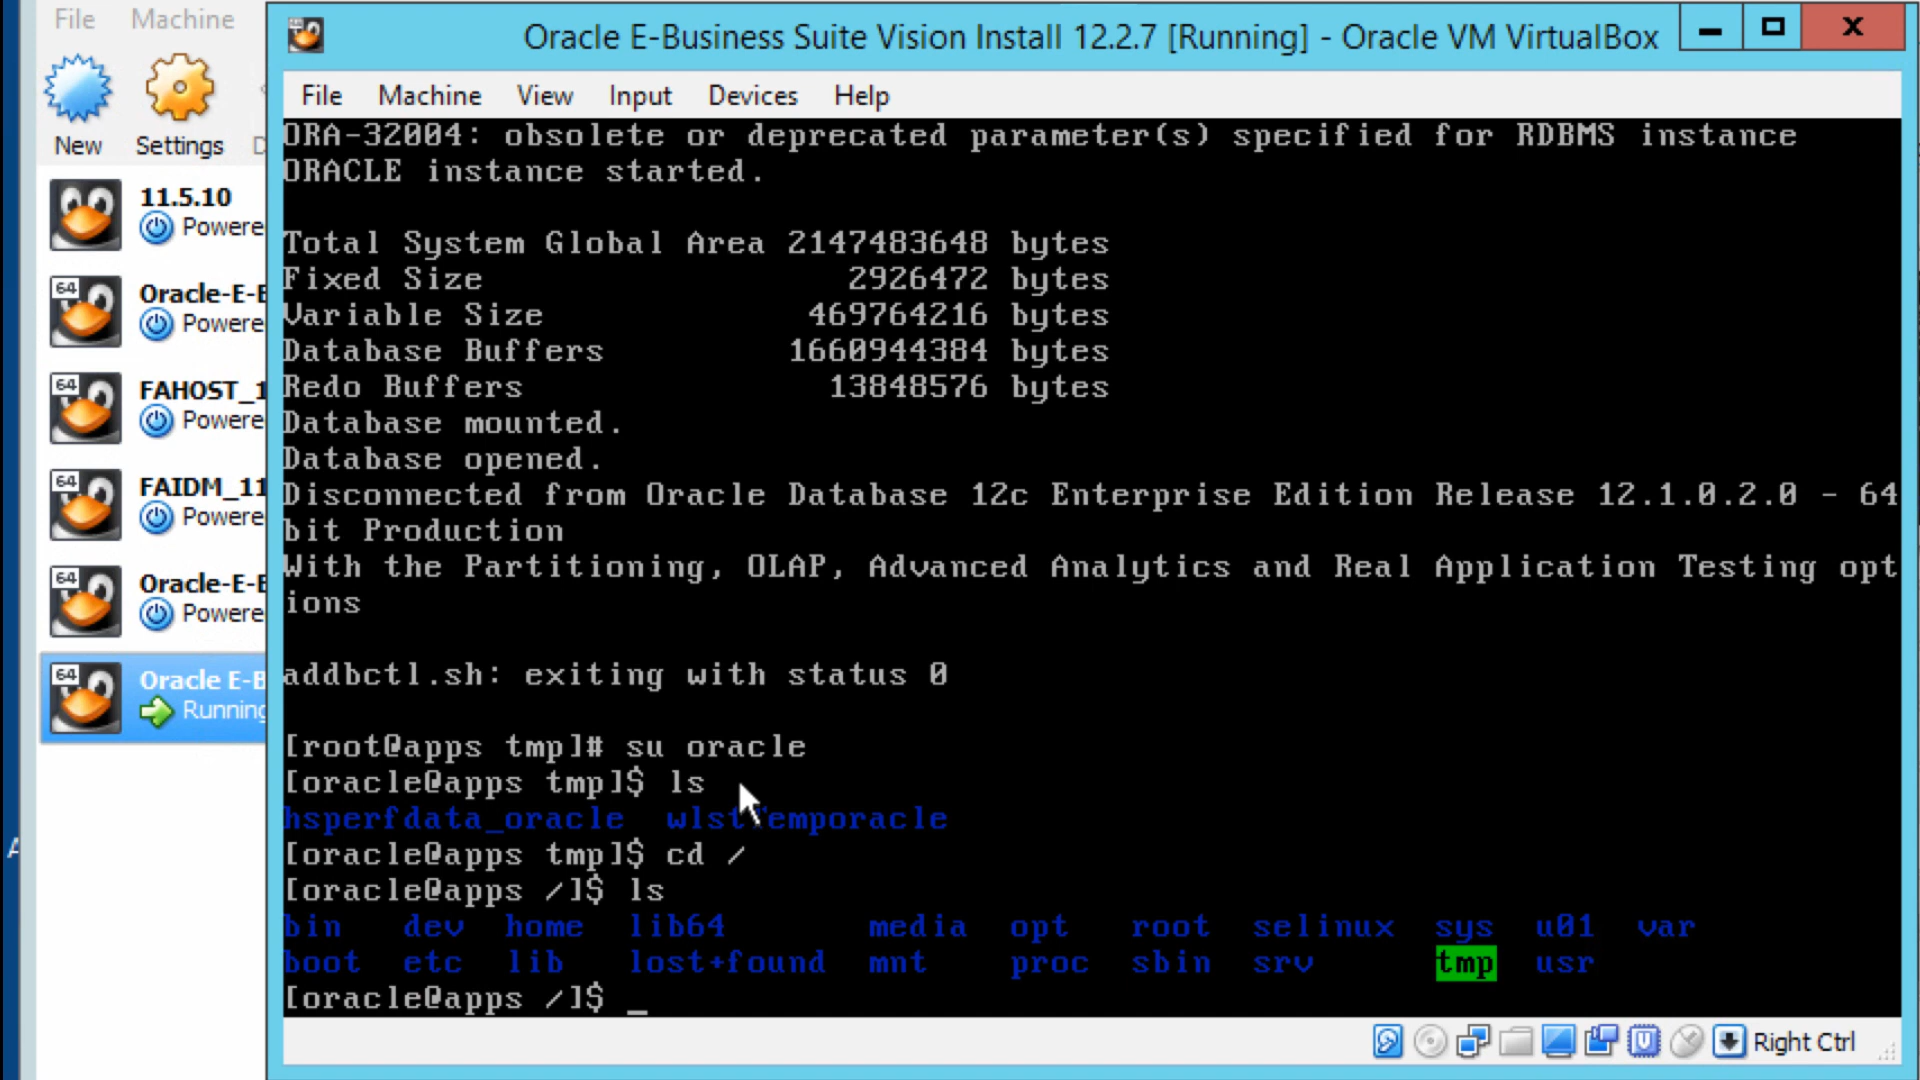 File Machine
New Settings D
11.5.10
Powere
64
Oracle-E-B
Powere
64
FAHOST_1
Powere
64
FAIDM_11
Powere
64
Oracle-E-B
Powere
64
Oracle E-B
Running
A
64
Oracle E-Business Suite Vision Install 12.2.7 [Running] - Oracle VM VirtualBox
File Machine View Input Devices Help
ORA-32004: obsolete or deprecated parameter(s) specified for RDBMS instance
ORACLE instance started.
Total System Global Area 2147483648 bytes
Fixed Size 2926472 bytes
Variable Size 469764216 bytes
Database Buffers 1660944384 bytes
Redo Buffers 13848576 bytes
Database mounted.
Database opened.
Disconnected from Oracle Database 12c Enterprise Edition Release 12.1.0.2.0 - 64
bit Production
With the Partitioning, OLAP, Advanced Analytics and Real Application Testing opt
ions
addbctl.sh: exiting with status 0
[root@apps tmp]# su oracle
[oracle@apps tmp]$ ls
hsperfdata_oracle wlstTemporacle
[oracle@apps tmp]$ cd /
[oracle@apps /]$ ls
bin dev home lib64 media opt root selinux sys u01 var
boot etc lib lost+found mnt proc sbin srv tmp usr
[oracle@apps /]$ _
Right Ctrl